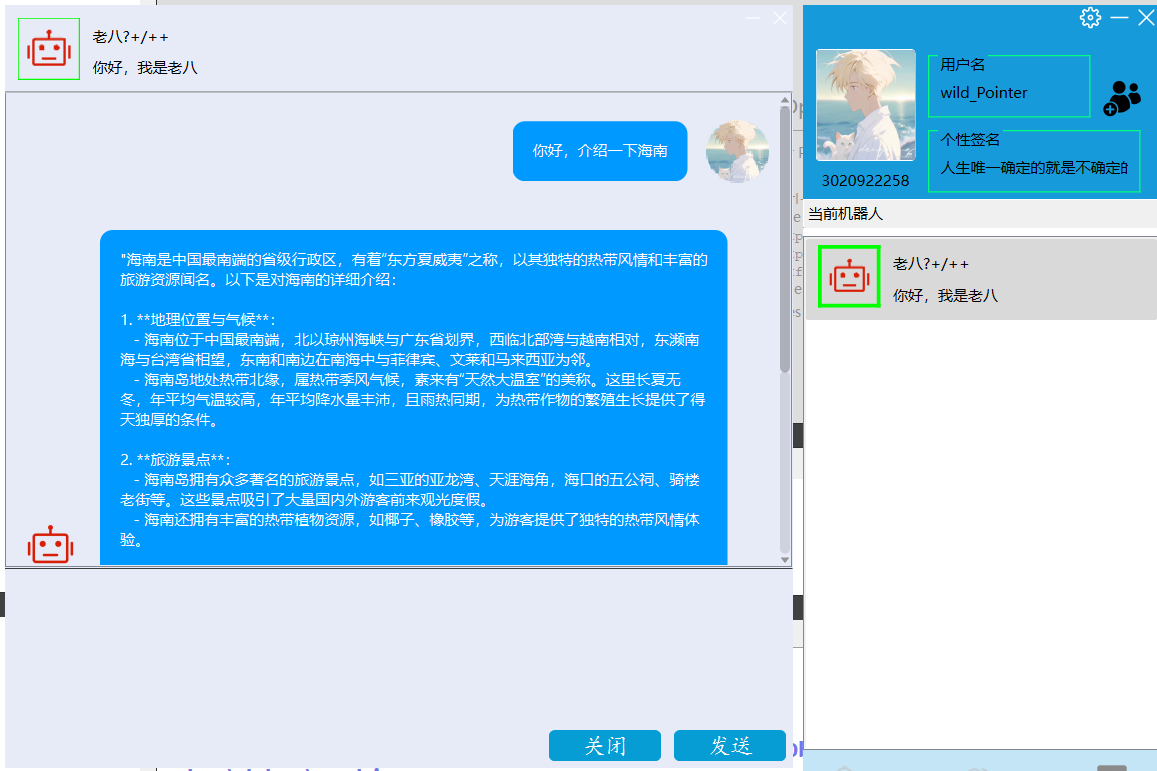 老八?+/++
你好，我是老八
你好，介绍一下海南
"海南是中国最南端的省级行政区，有着“东方夏威夷”之称，以其独特的热带风情和丰富的
旅游资源闻名。以下是对海南的详细介绍：
1. **地理位置与气候**：
- 海南位于中国最南端，北以琼州海峡与广东省划界，西临北部湾与越南相对，东濒南
海与台湾省相望，东南和南边在南海中与菲律宾、文莱和马来西亚为邻。
- 海南岛地处热带北缘，属热带季风气候，素来有“天然大温室”的美称。这里长夏无
冬，年平均气温较高，年平均降水量丰沛，且雨热同期，为热带作物的繁殖生长提供了得
天独厚的条件。
2. **旅游景点**：
- 海南岛拥有众多著名的旅游景点，如三亚的亚龙湾、天涯海角，海口的五公祠、骑楼
老街等。这些景点吸引了大量国内外游客前来观光度假。
- 海南还拥有丰富的热带植物资源，如椰子、橡胶等，为游客提供了独特的热带风情体
验。
关闭
发送
用户名
wild_Pointer
个性签名
人生唯一确定的就是不确定的
3020922258
当前机器人
老八?+/++
你好，我是老八